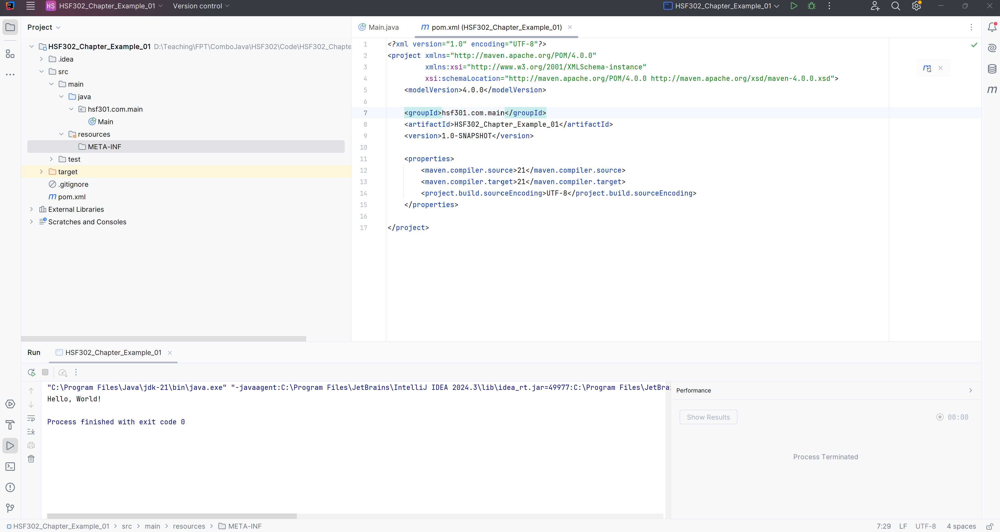 HS HSF302_Chapter_Example_01 Version control HSF302_Chapter_Example_01
Project
HSF302_Chapter_Example_01 D:\Teaching\FPT\ComboJava\HSF302\Code\HSF302_Chapte
.idea
src
main
java
hsf301.com.main
Main
resources
META-INF
test
target
.gitignore
pom.xml
External Libraries
Scratches and Consoles
Main.java pom.xml (HSF302_Chapter_Example_01)
1 <?xml version="1.0" encoding="UTF-8"?>
2 <project xmlns="http://maven.apache.org/POM/4.0.0"
3 xmlns:xsi="http://www.w3.org/2001/XMLSchema-instance"
4 xsi:schemaLocation="http://maven.apache.org/POM/4.0.0 http://maven.apache.org/xsd/maven-4.0.0.xsd">
5 <modelVersion>4.0.0</modelVersion>
6
7 <groupId>hsf301.com.main</groupId>
8 <artifactId>HSF302_Chapter_Example_01</artifactId>
9 <version>1.0-SNAPSHOT</version>
10
11 <properties>
12 <maven.compiler.source>21</maven.compiler.source>
13 <maven.compiler.target>21</maven.compiler.target>
14 <project.build.sourceEncoding>UTF-8</project.build.sourceEncoding>
15 </properties>
16
17 </project>
Run HSF302_Chapter_Example_01
"C:\Program Files\Java\jdk-21\bin\java.exe" "-javaagent:C:\Program Files\JetBrains\IntelliJ IDEA 2024.3\lib\idea_rt.jar=49977:C:\Program Files\JetBra
Hello, World!
Process finished with exit code 0
Performance
Show Results 00:00
Process Terminated
HSF302_Chapter_Example_01 > src > main > resources > META-INF 7:29 LF UTF-8 4 spaces